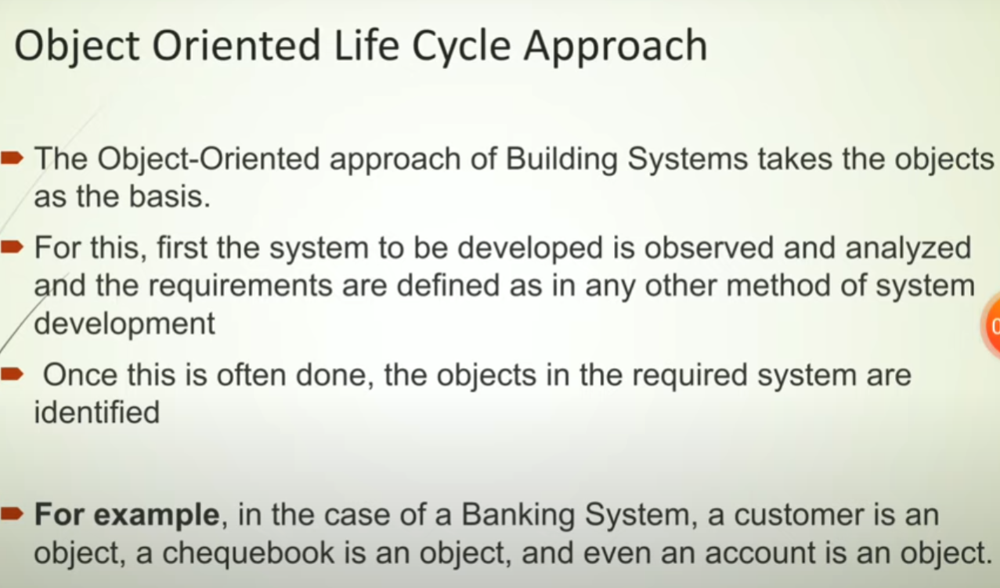 Object Oriented Life Cycle Approach
The Object-Oriented approach of Building Systems takes the objects
as the basis.
For this, first the system to be developed is observed and analyzed
and the requirements are defined as in any other method of system
development
Once this is often done, the objects in the required system are
identified
For example, in the case of a Banking System, a customer is an
object, a chequebook is an object, and even an account is an object.